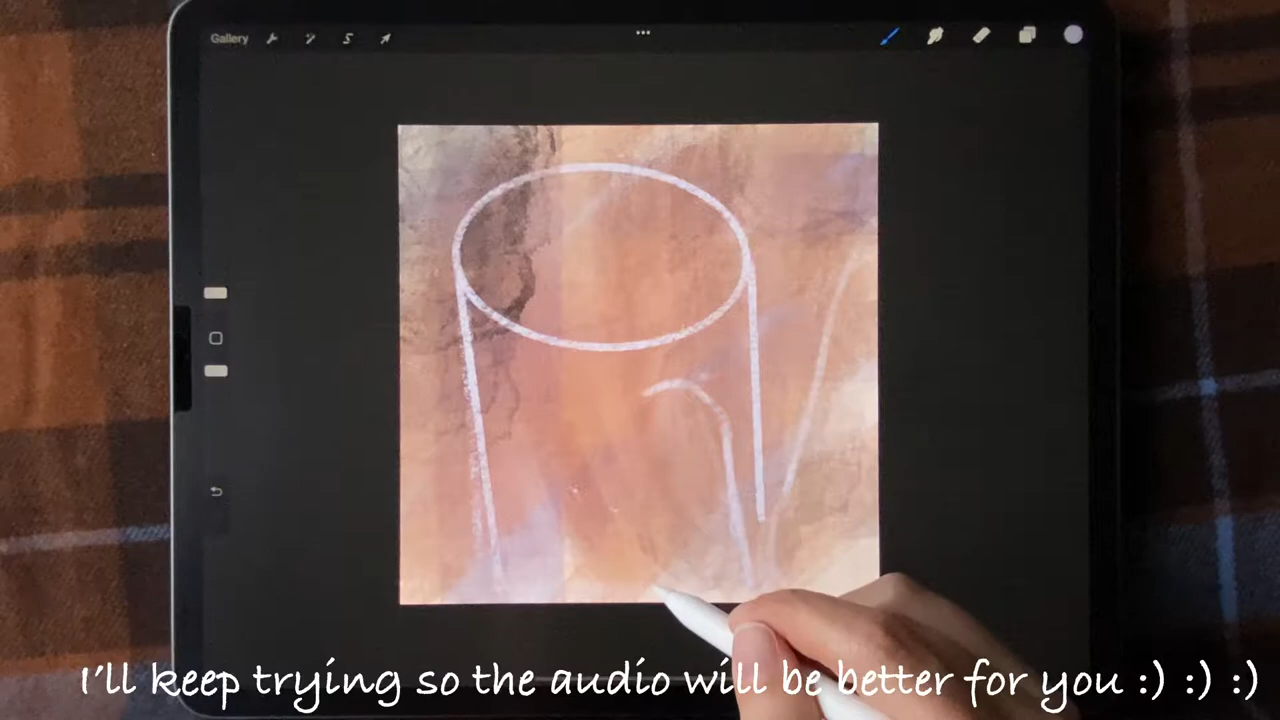 Gallery
I'll keep trying so the audio will be better for you :) :) :)